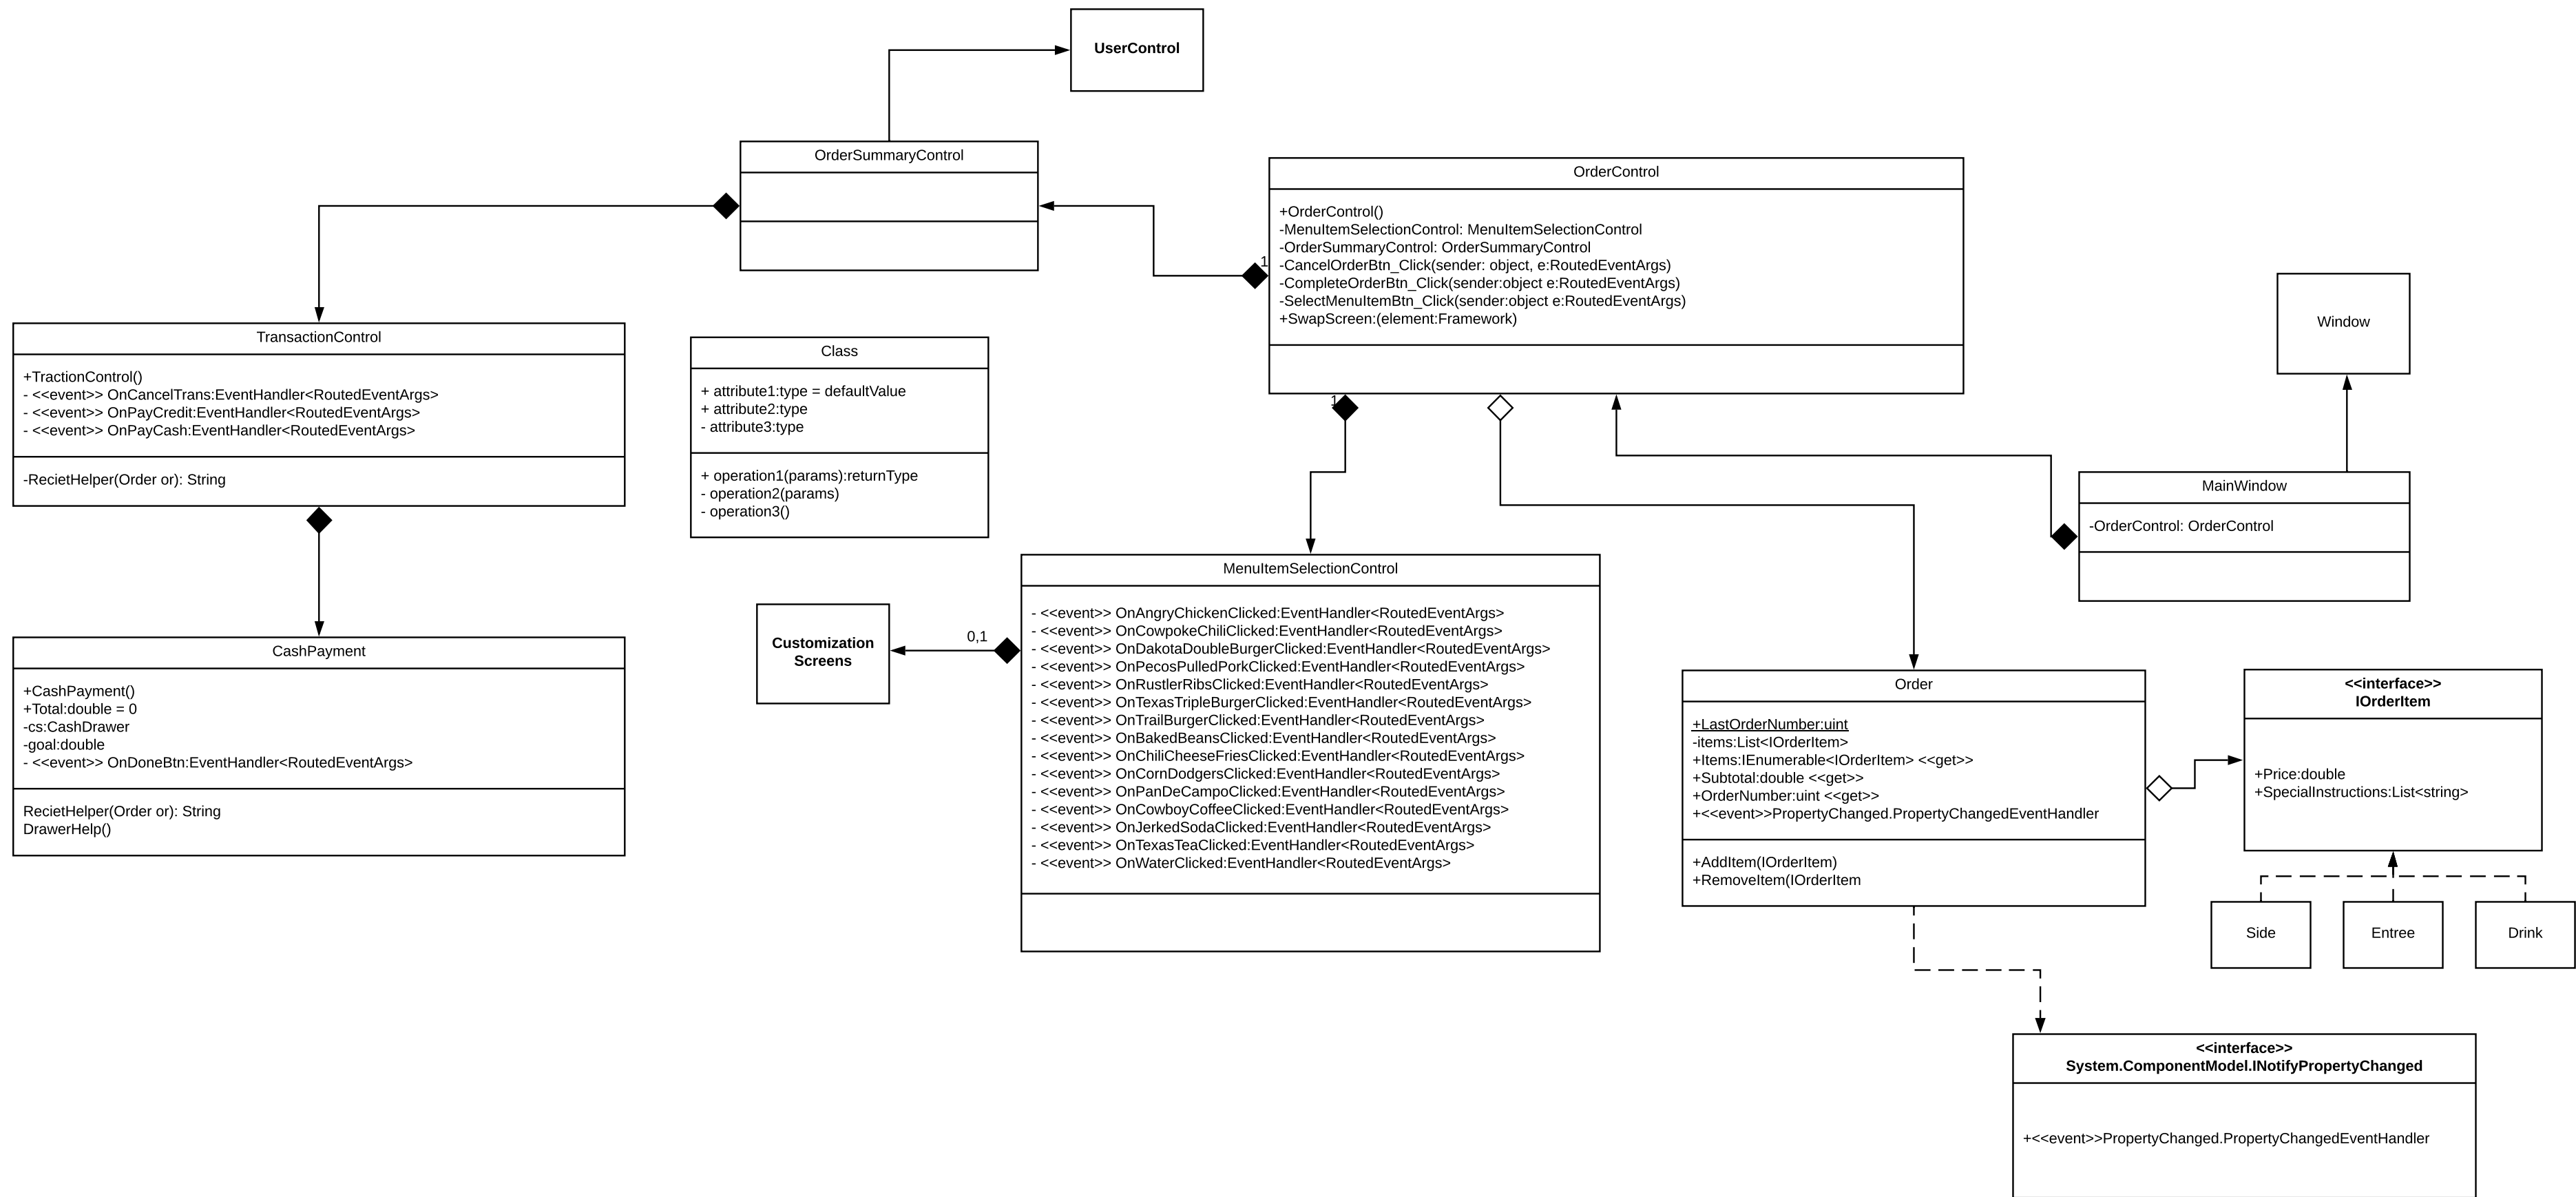 UserControl
OrderSummaryControl
OrderControl
+OrderControl()
-MenuItemSelectionControl: MenuItemSelectionControl
-OrderSummaryControl: OrderSummaryControl
-CancelOrderBtn_Click(sender: object, e:RoutedEventArgs)
-CompleteOrderBtn_Click(sender:object e:RoutedEventArgs)
-SelectMenuItemBtn_Click(sender:object e:RoutedEventArgs)
+SwapScreen:(element:Framework)
1
1
Window
TransactionControl
+TractionControl()
- <<event>> OnCancelTrans:EventHandler<RoutedEventArgs>
- <<event>> OnPayCredit:EventHandler<RoutedEventArgs>
- <<event>> OnPayCash:EventHandler<RoutedEventArgs>
-RecietHelper(Order or): String
Class
+ attribute1:type = defaultValue
+ attribute2:type
- attribute3:type
+ operation1(params):returnType
- operation2(params)
- operation3()
MainWindow
-OrderControl: OrderControl
MenuItemSelectionControl
- <<event>> OnAngryChickenClicked:EventHandler<RoutedEventArgs>
- <<event>> OnCowpokeChiliClicked:EventHandler<RoutedEventArgs>
- <<event>> OnDakotaDoubleBurgerClicked:EventHandler<RoutedEventArgs>
- <<event>> OnPecosPulledPorkClicked:EventHandler<RoutedEventArgs>
- <<event>> OnRustlerRibsClicked:EventHandler<RoutedEventArgs>
- <<event>> OnTexasTripleBurgerClicked:EventHandler<RoutedEventArgs>
- <<event>> OnTrailBurgerClicked:EventHandler<RoutedEventArgs>
- <<event>> OnBakedBeansClicked:EventHandler<RoutedEventArgs>
- <<event>> OnChiliCheeseFriesClicked:EventHandler<RoutedEventArgs>
- <<event>> OnCornDodgersClicked:EventHandler<RoutedEventArgs>
- <<event>> OnPanDeCampoClicked:EventHandler<RoutedEventArgs>
- <<event>> OnCowboyCoffeeClicked:EventHandler<RoutedEventArgs>
- <<event>> OnJerkedSodaClicked:EventHandler<RoutedEventArgs>
- <<event>> OnTexasTeaClicked:EventHandler<RoutedEventArgs>
- <<event>> OnWaterClicked:EventHandler<RoutedEventArgs>
Customization
Screens
0,1
CashPayment
+CashPayment()
+Total:double = 0
-cs:CashDrawer
-goal:double
- <<event>> OnDoneBtn:EventHandler<RoutedEventArgs>
RecietHelper(Order or): String
DrawerHelp()
Order
+LastOrderNumber:uint
-items:List<IOrderItem>
+Items:IEnumerable<IOrderItem> <<get>>
+Subtotal:double <<get>>
+OrderNumber:uint <<get>>
+<<event>>PropertyChanged.PropertyChangedEventHandler
+AddItem(IOrderItem)
+RemoveItem(IOrderItem
<<interface>>
IOrderItem
+Price:double
+SpecialInstructions:List<string>
Side
Entree
Drink
<<interface>>
System.ComponentModel.INotifyPropertyChanged
+<<event>>PropertyChanged.PropertyChangedEventHandler